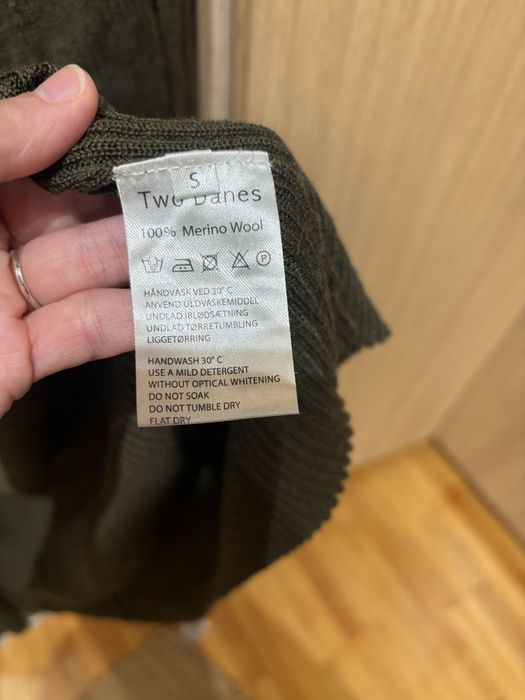 S
Two Danes
100% Merino Wool
P
HÅNDVASK VED 30° C
ANVEND ULDVASKEMIDDEL
UNDLAD IBLØDSÆTNING
UNDLAD TØRRETUMBLING
LIGGETØRRING
HANDWASH 30° C
USE A MILD DETERGENT
WITHOUT OPTICAL WHITENING
DO NOT SOAK
DO NOT TUMBLE DRY
FLAT DRY